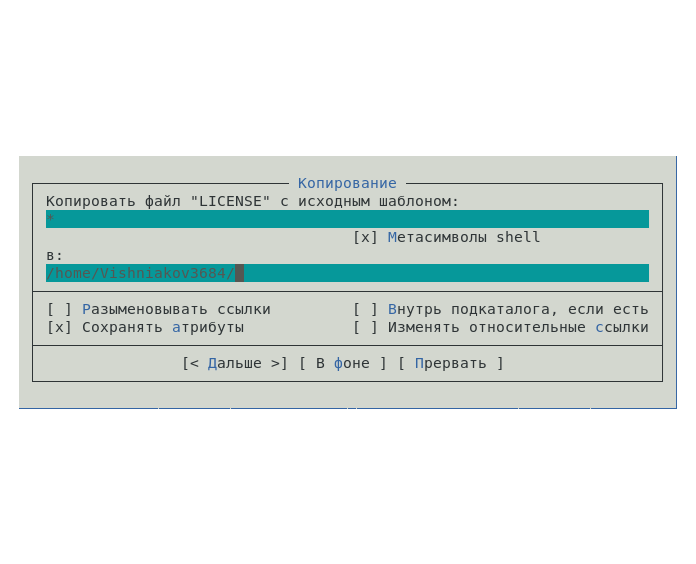 Копирование
Копировать файл "LICENSE" с исходным шаблоном:
*
[x] Метасимволы shell
в:
/home/Vishniakov3684/
[ ] Разыменовывать ссылки [ ] Внутрь подкаталога, если есть
[x] Сохранять атрибуты [ ] Изменять относительные ссылки
[< Дальше >] [ В фоне ] [ Прервать ]